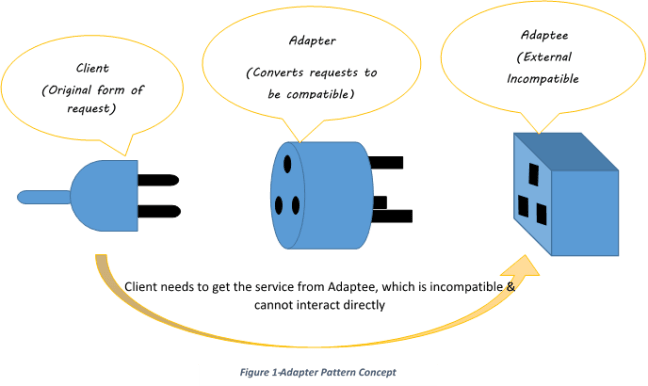 Client
(Original form of
request)
Adapter
(Converts requests to
be compatible)
Adaptee
(External
Incompatible
Client needs to get the service from Adaptee, which is incompatible &
cannot interact directly
Figure 1-Adapter Pattern Concept